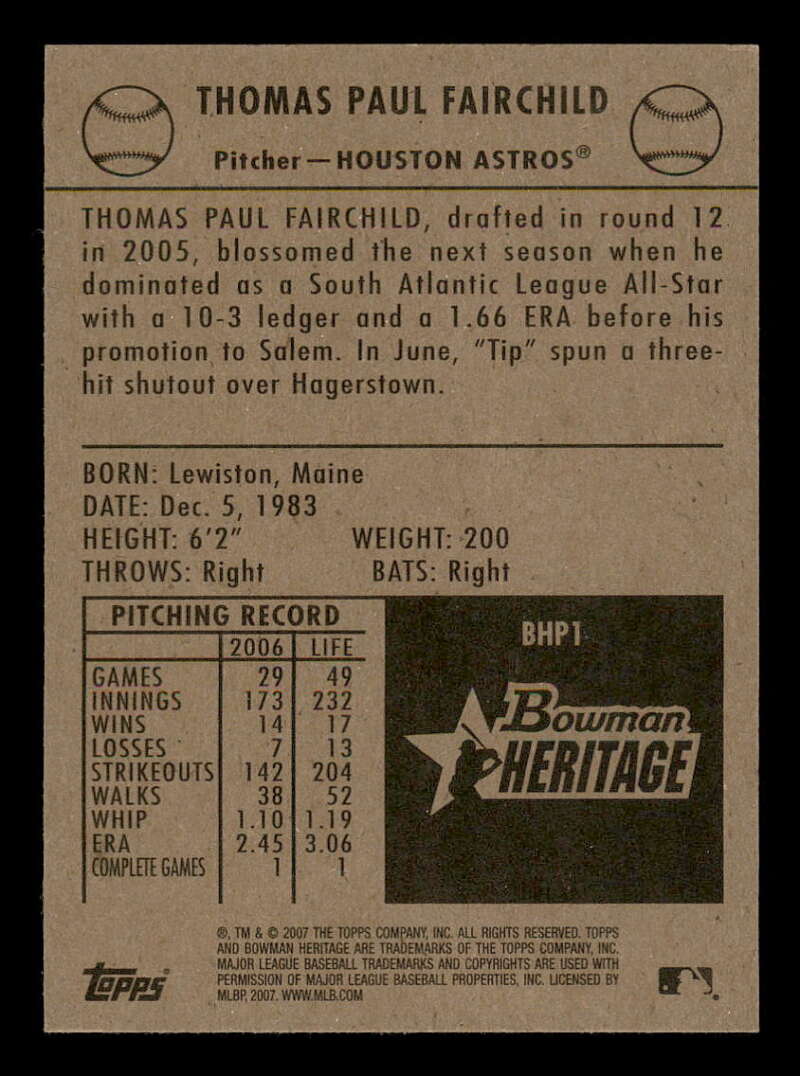 THOMAS PAUL FAIRCHILD
Pitcher — HOUSTON ASTROS®
THOMAS PAUL FAIRCHILD, drafted in round 12
in 2005, blossomed the next season when he
dominated as a South Atlantic League All-Star
with a 10-3 ledger and a 1.66 ERA before his
promotion to Salem. In June, "Tip" spun a three-
hit shutout over Hagerstown.
BORN: Lewiston, Maine
DATE: Dec. 5, 1983
HEIGHT: 6'2" WEIGHT: 200
THROWS: Right BATS: Right
PITCHING RECORD
2006 LIFE
GAMES 29 49
INNINGS 173 232
WINS 14 17
LOSSES 7 13
STRIKEOUTS 142 204
WALKS 38 52
WHIP 1.10 1.19
ERA 2.45 3.06
COMPLETE GAMES 1 1
BHP1
Bowman
HERITAGE
®, TM & © 2007 THE TOPPS COMPANY, INC. ALL RIGHTS RESERVED. TOPPS
AND BOWMAN HERITAGE ARE TRADEMARKS OF THE TOPPS COMPANY, INC.
MAJOR LEAGUE BASEBALL TRADEMARKS AND COPYRIGHTS ARE USED WITH
PERMISSION OF MAJOR LEAGUE BASEBALL PROPERTIES, INC. LICENSED BY
MLBP, 2007. WWW.MLB.COM
Topps®